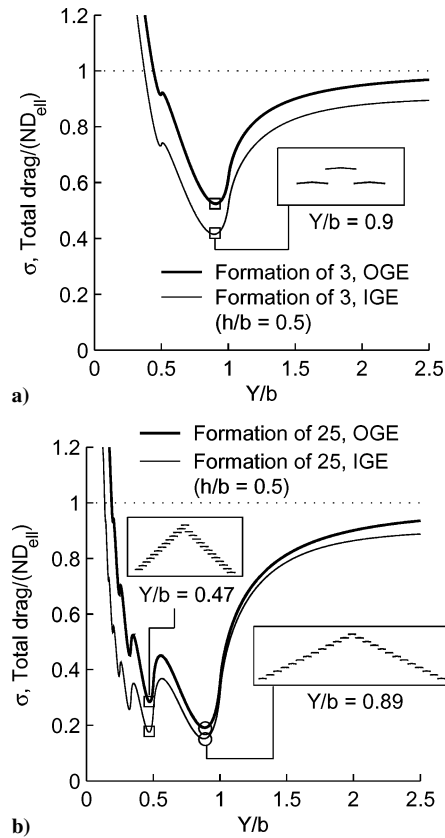 1.2
1
0.8
0.6
0.4
0.2
0
σ, Total drag/(ND_ell)
Y/b = 0.9
Formation of 3, OGE
Formation of 3, IGE
(h/b = 0.5)
0 0.5 1 1.5 2 2.5
Y/b
a)
Formation of 25, OGE
Formation of 25, IGE
(h/b = 0.5)
1.2
1
0.8
0.6
0.4
0.2
0
σ, Total drag/(ND_ell)
Y/b = 0.47
Y/b = 0.89
0 0.5 1 1.5 2 2.5
Y/b
b)